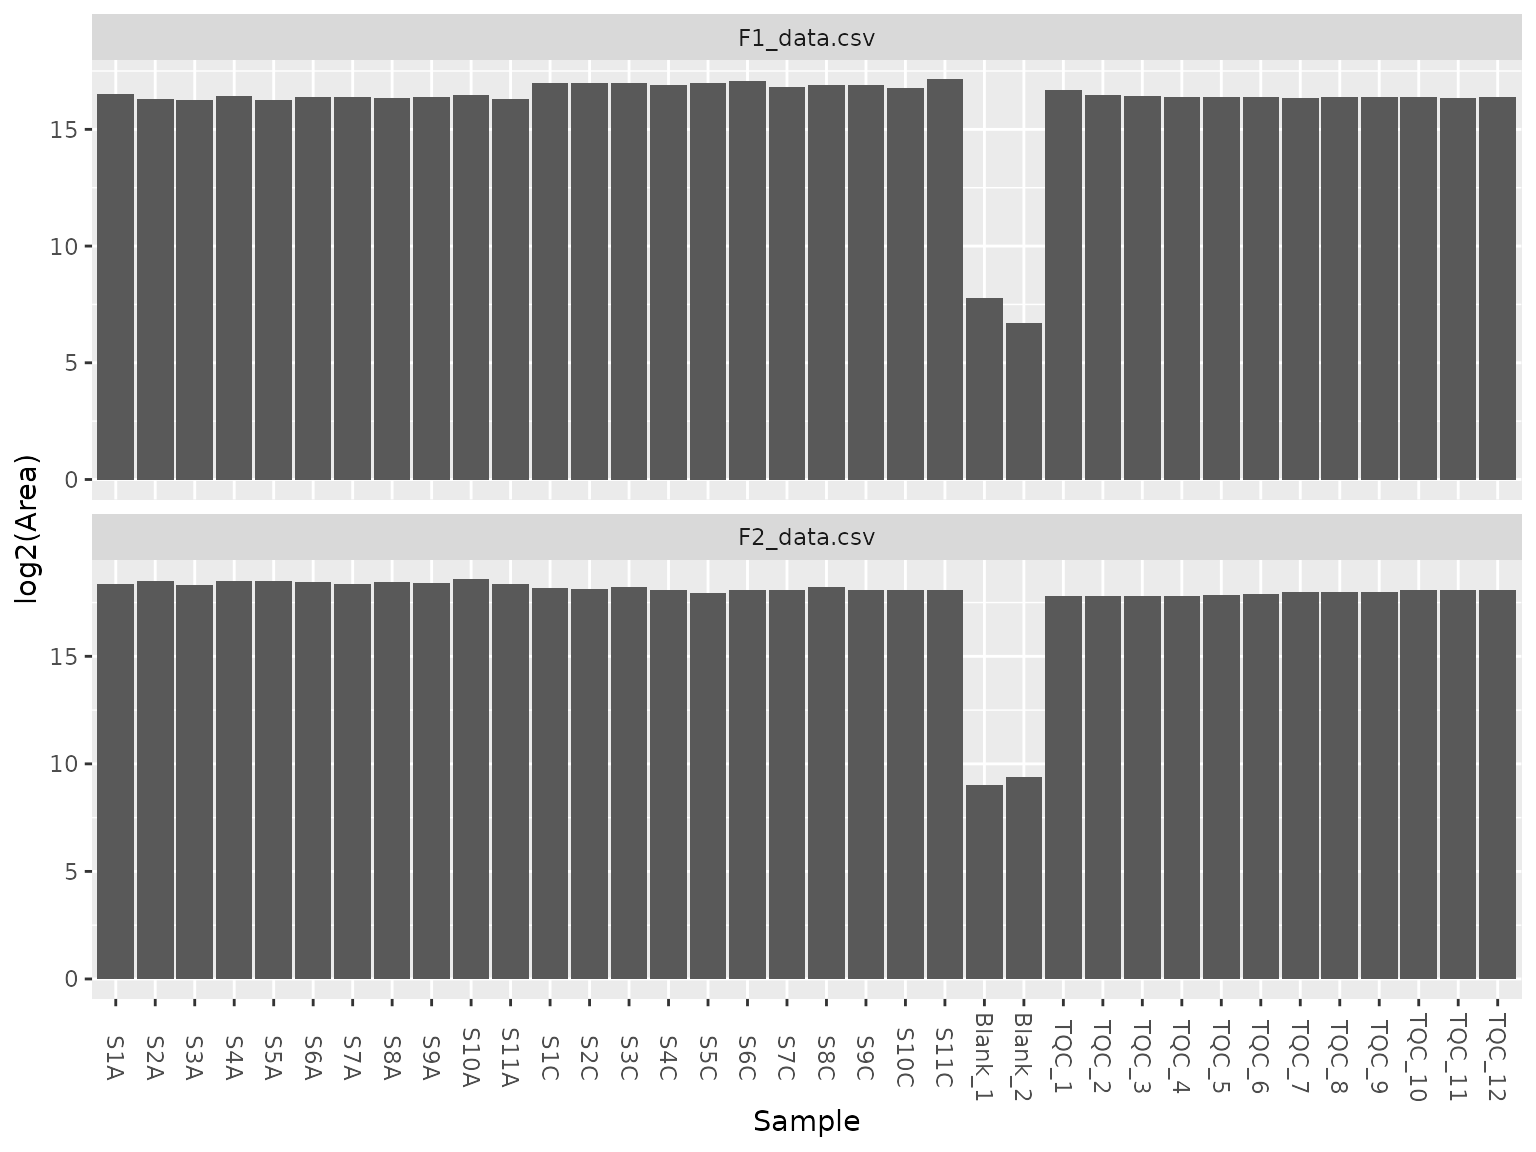 F1_data.csv
15
10
5
0
F2_data.csv
15
10
5
0
log2(Area)
S1A
S2A
S3A
S4A
S5A
S6A
S7A
S8A
S9A
S10A
S11A
S1C
S2C
S3C
S4C
S5C
S6C
S7C
S8C
S9C
S10C
S11C
Blank_1
Blank_2
TQC_1
TQC_2
TQC_3
TQC_4
TQC_5
TQC_6
TQC_7
TQC_8
TQC_9
TQC_10
TQC_11
TQC_12
Sample